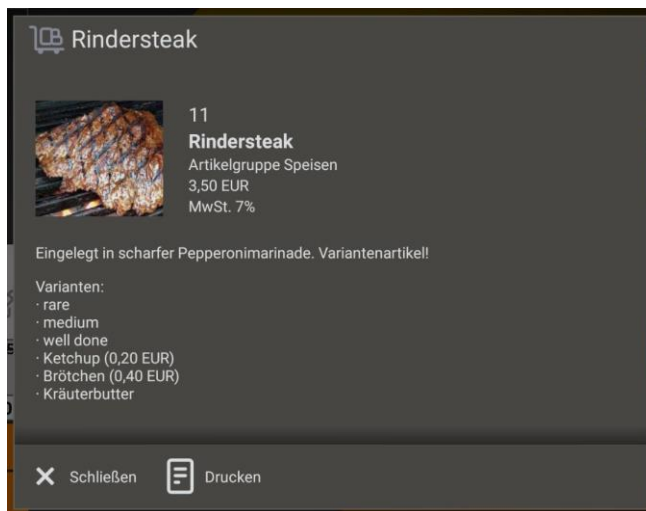 Rindersteak
11
Rindersteak
Artikelgruppe Speisen
3,50 EUR
MwSt. 7%
Eingelegt in scharfer Pepperonimarinade. Variantenartikel!
Varianten:
· rare
· medium
· well done
· Ketchup (0,20 EUR)
· Brötchen (0,40 EUR)
· Kräuterbutter
Schließen
Drucken